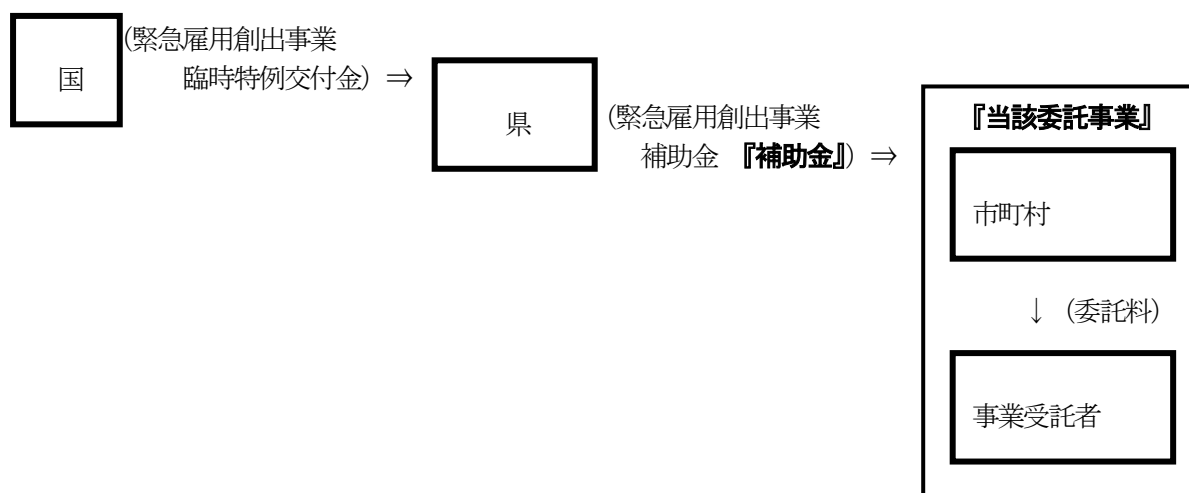 国
(緊急雇用創出事業
臨時特例交付金) ⇒
県
(緊急雇用創出事業
補助金 『補助金』) ⇒
『当該委託事業』
市町村
↓ (委託料)
事業受託者